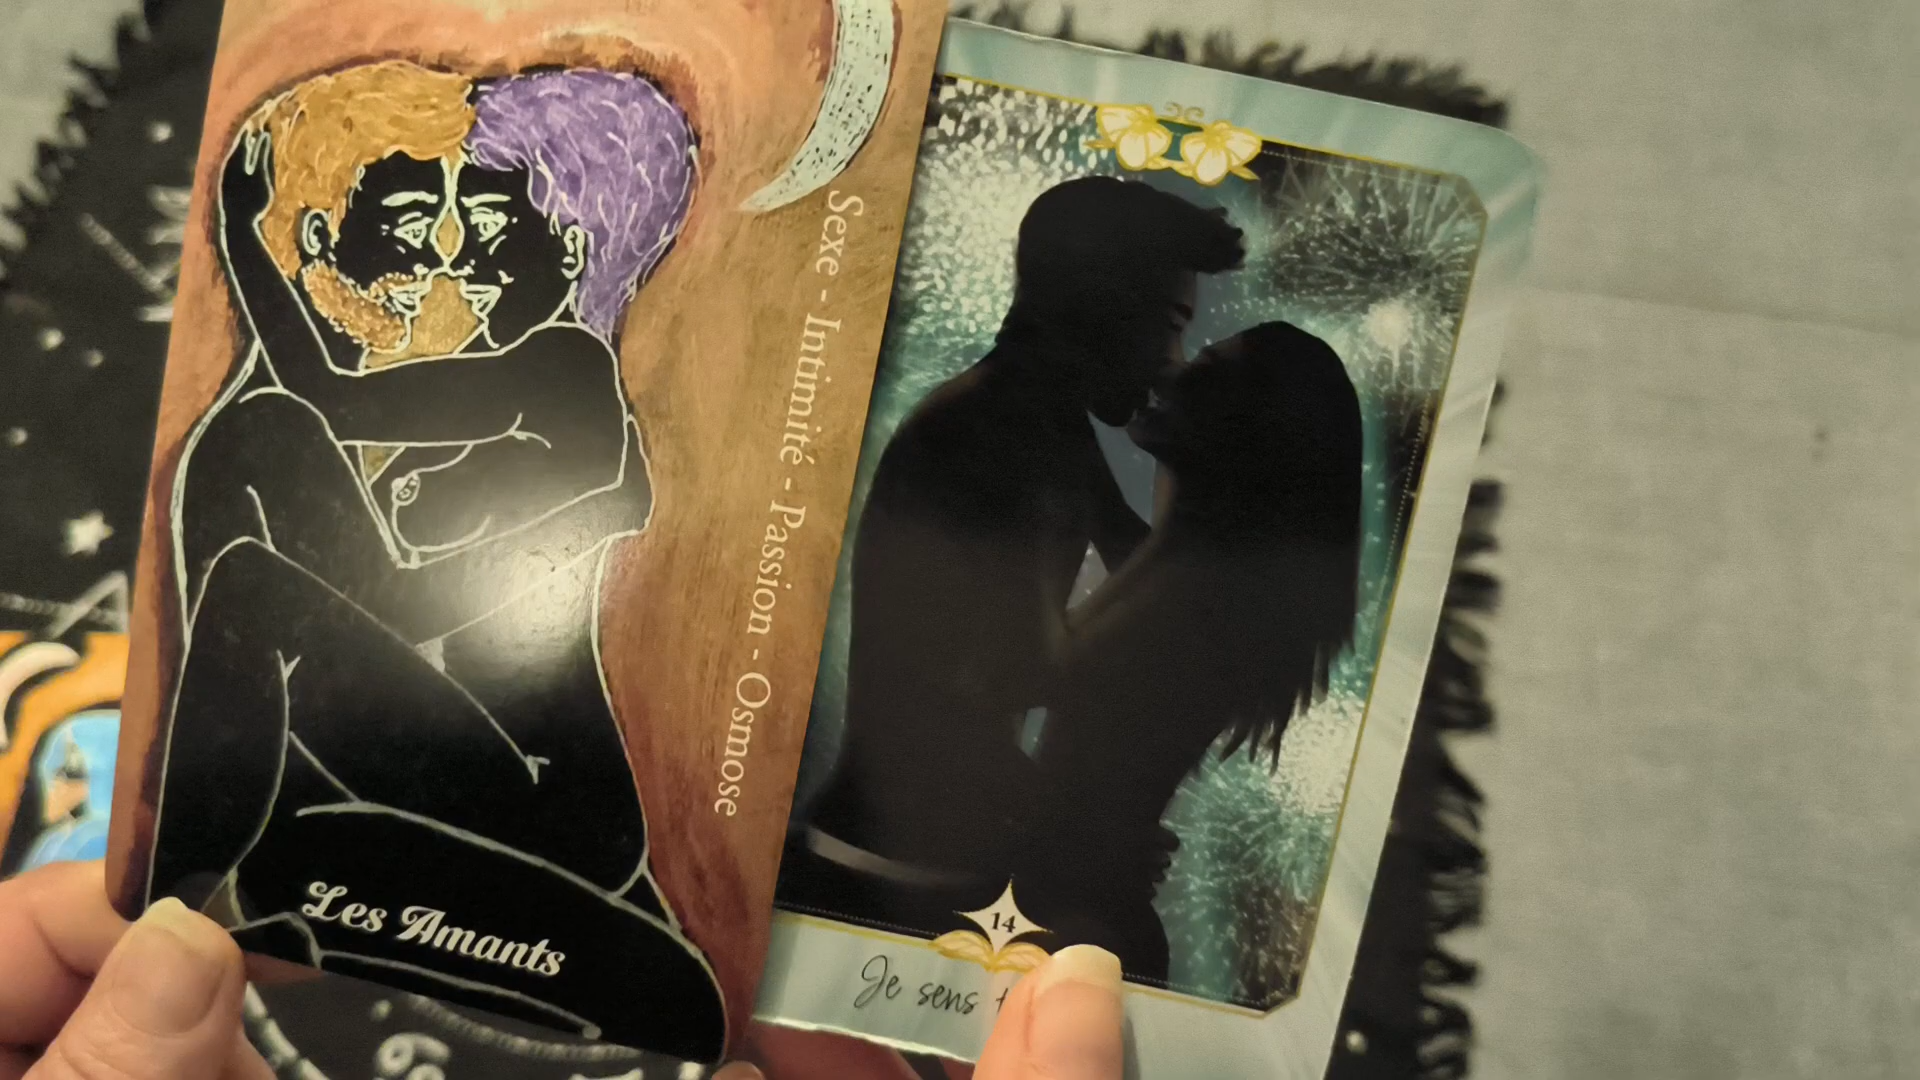 Sexe - Intimité - Passion - Osmose
Les Amants
14
Je sens